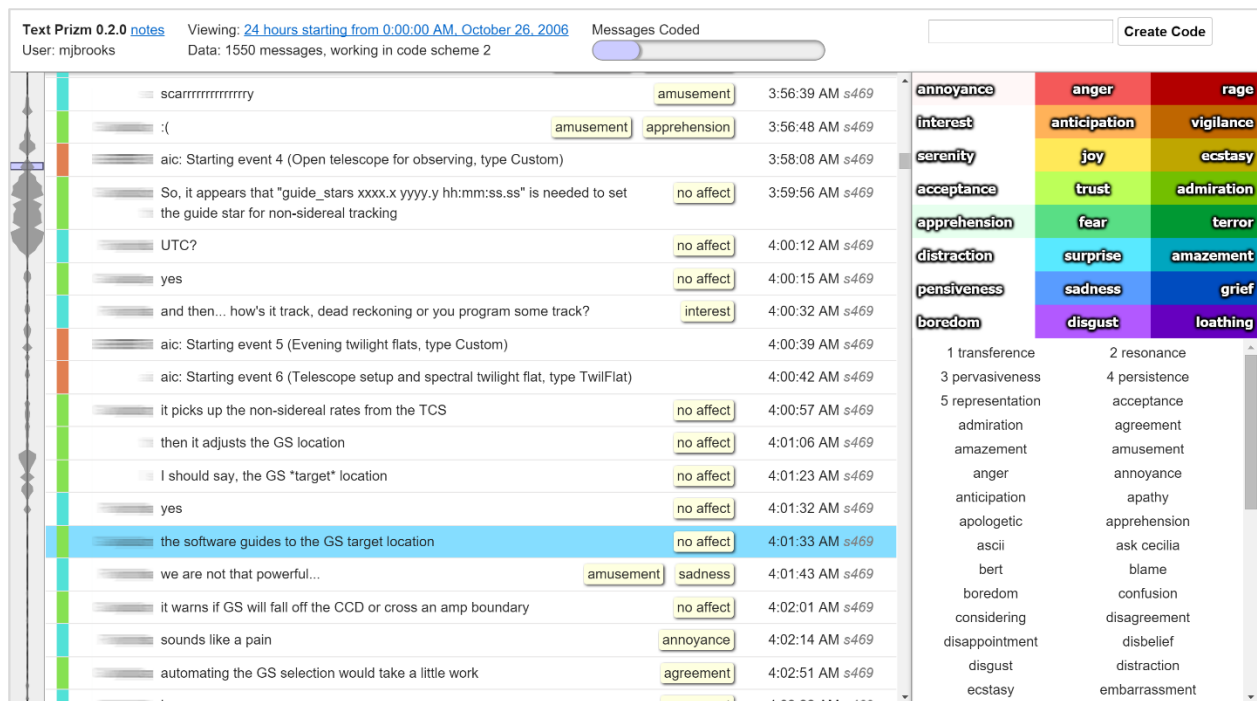 Text Prizm 0.2.0 notes
User: mjbrooks
Viewing: 24 hours starting from 0:00:00 AM, October 26, 2006
Data: 1550 messages, working in code scheme 2
Messages Coded
Create Code
scarrrrrrrrrrrrry amusement 3:56:39 AM s469
:( amusement apprehension 3:56:48 AM s469
aic: Starting event 4 (Open telescope for observing, type Custom) 3:58:08 AM s469
So, it appears that "guide_stars xxxx.x yyyy.y hh:mm:ss.ss" is needed to set no affect 3:59:56 AM s469
the guide star for non-sidereal tracking
UTC? no affect 4:00:12 AM s469
yes no affect 4:00:15 AM s469
and then... how's it track, dead reckoning or you program some track? interest 4:00:32 AM s469
aic: Starting event 5 (Evening twilight flats, type Custom) 4:00:39 AM s469
aic: Starting event 6 (Telescope setup and spectral twilight flat, type TwilFlat) 4:00:42 AM s469
it picks up the non-sidereal rates from the TCS no affect 4:00:57 AM s469
then it adjusts the GS location no affect 4:01:06 AM s469
I should say, the GS *target* location no affect 4:01:23 AM s469
yes no affect 4:01:32 AM s469
the software guides to the GS target location no affect 4:01:33 AM s469
we are not that powerful... amusement sadness 4:01:43 AM s469
it warns if GS will fall off the CCD or cross an amp boundary no affect 4:02:01 AM s469
sounds like a pain annoyance 4:02:14 AM s469
automating the GS selection would take a little work agreement 4:02:51 AM s469
annoyance anger rage
interest anticipation vigilance
serenity joy ecstasy
acceptance trust admiration
apprehension fear terror
distraction surprise amazement
pensiveness sadness grief
boredom disgust loathing
1 transference 2 resonance
3 pervasiveness 4 persistence
5 representation acceptance
admiration agreement
amazement amusement
anger annoyance
anticipation apathy
apologetic apprehension
ascii ask cecilia
bert blame
boredom confusion
considering disagreement
disappointment disbelief
disgust distraction
ecstasy embarrassment